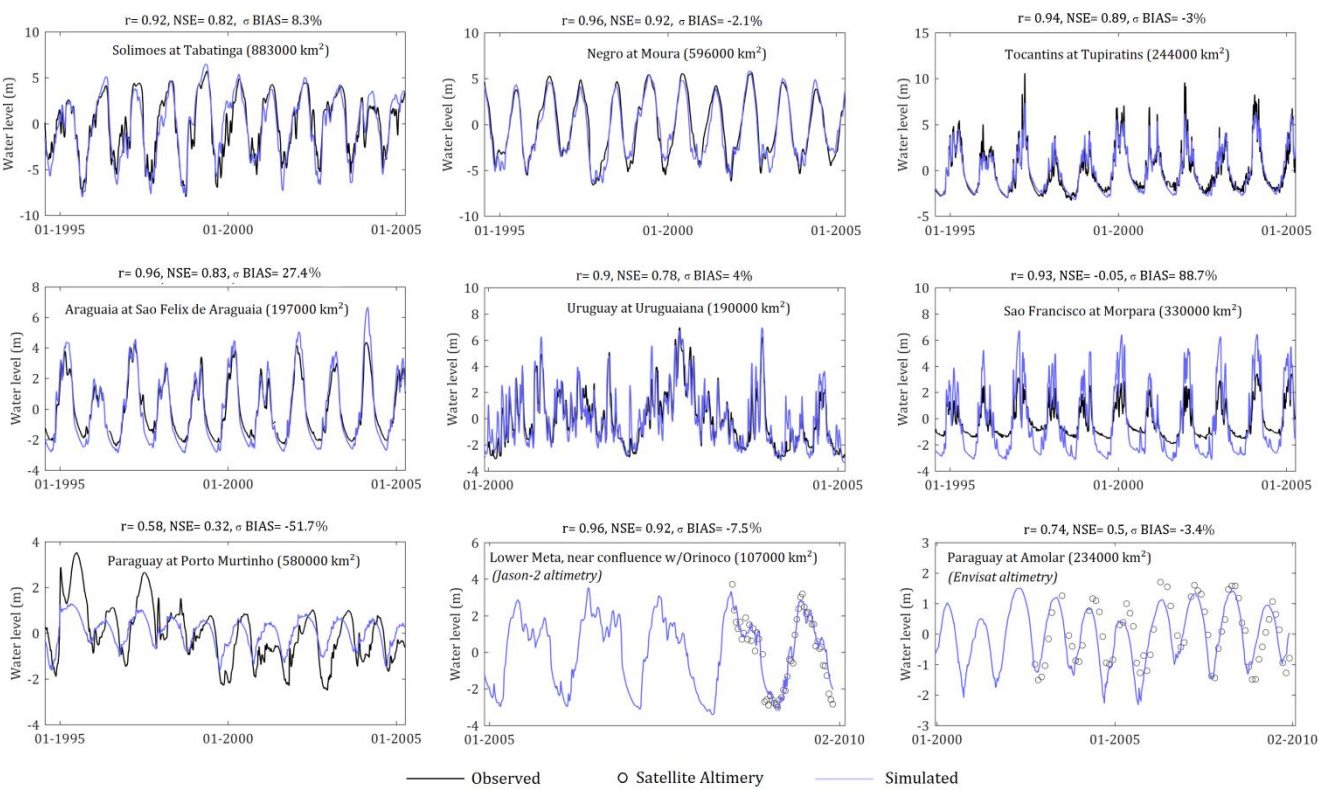 r= 0.92, NSE= 0.82, σ BIAS= 8.3%
Solimoes at Tabatinga (883000 km²)
Water level (m)
10
5
0
-5
-10
01-1995
01-2000
01-2005
r= 0.96, NSE= 0.92, σ BIAS= -2.1%
Negro at Moura (596000 km²)
Water level (m)
10
5
0
-5
-10
01-1995
01-2000
01-2005
r= 0.94, NSE= 0.89, σ BIAS= -3%
Tocantins at Tupiratins (244000 km²)
Water level (m)
15
10
5
0
-5
01-1995
01-2000
01-2005
r= 0.96, NSE= 0.83, σ BIAS= 27.4%
Araguaia at Sao Felix de Araguaia (197000 km²)
Water level (m)
8
6
4
2
0
-2
-4
01-1995
01-2000
01-2005
r= 0.9, NSE= 0.78, σ BIAS= 4%
Uruguay at Uruguaiana (190000 km²)
Water level (m)
10
8
6
4
2
0
-2
-4
01-2000
01-2005
r= 0.93, NSE= -0.05, σ BIAS= 88.7%
Sao Francisco at Morpara (330000 km²)
Water level (m)
10
8
6
4
2
0
-2
-4
01-1995
01-2000
01-2005
r= 0.58, NSE= 0.32, σ BIAS= -51.7%
Paraguay at Porto Murtinho (580000 km²)
Water level (m)
4
2
0
-2
-4
01-1995
01-2000
01-2005
r= 0.96, NSE= 0.92, σ BIAS= -7.5%
Lower Meta, near confluence w/Orinoco (107000 km²)
(Jason-2 altimetry)
Water level (m)
6
4
2
0
-2
-4
01-2005
02-2010
r= 0.74, NSE= 0.5, σ BIAS= -3.4%
Paraguay at Amolar (234000 km²)
(Envisat altimetry)
Water level (m)
3
2
1
0
-1
-2
-3
01-2000
01-2005
02-2010
Observed
Satellite Altimery
Simulated